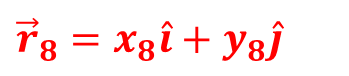 r⃗₈ = x₈î + y₈ĵ